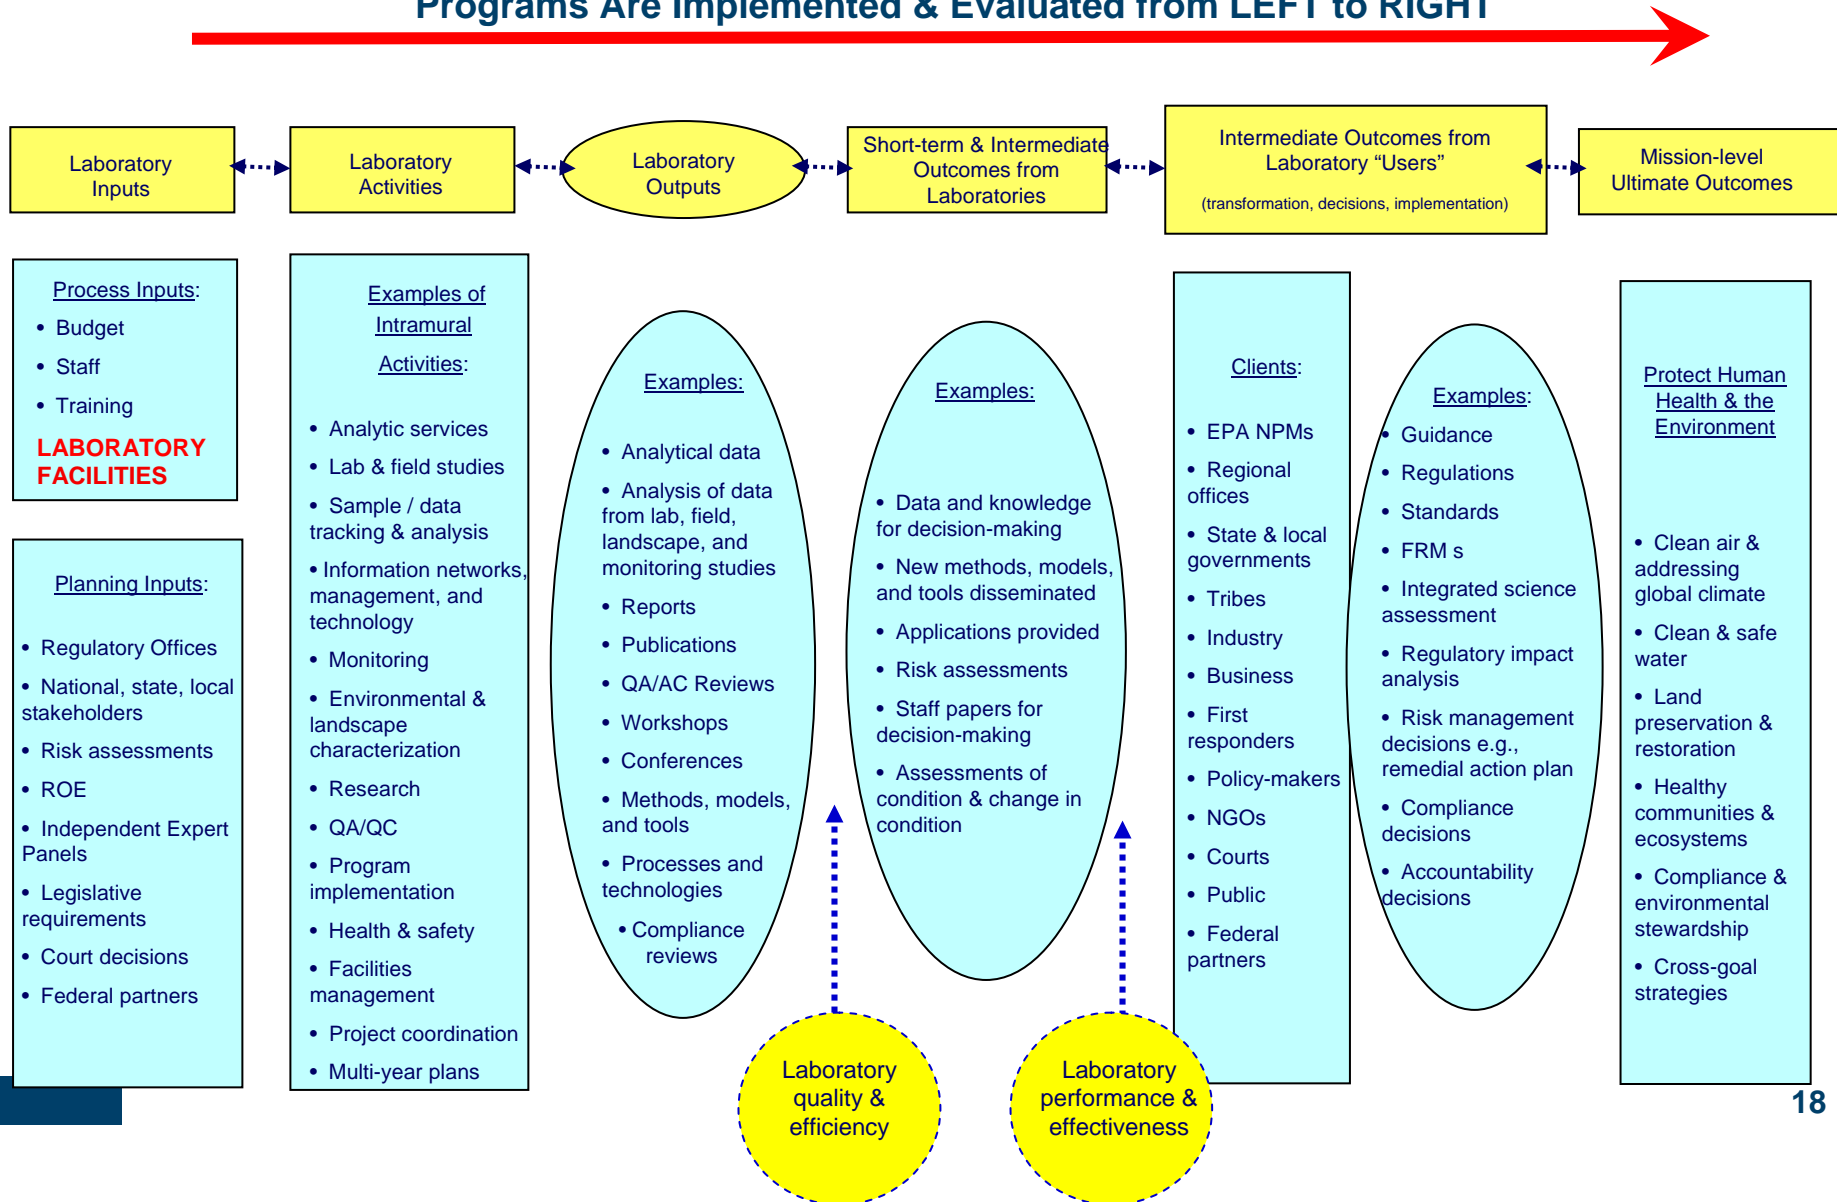 Programs Are Implemented & Evaluated from LEFT to RIGHT
Laboratory
Inputs
Laboratory
Activities
Laboratory
Outputs
Short-term & Intermediate
Outcomes from
Laboratories
Intermediate Outcomes from
Laboratory “Users”
(transformation, decisions, implementation)
Mission-level
Ultimate Outcomes
Process Inputs:
• Budget
• Staff
• Training
LABORATORY
FACILITIES
Planning Inputs:
• Regulatory Offices
• National, state, local
stakeholders
• Risk assessments
• ROE
• Independent Expert
Panels
• Legislative
requirements
• Court decisions
• Federal partners
Examples of
Intramural
Activities:
• Analytic services
• Lab & field studies
• Sample / data
tracking & analysis
• Information networks,
management, and
technology
• Monitoring
• Environmental &
landscape
characterization
• Research
• QA/QC
• Program
implementation
• Health & safety
• Facilities
management
• Project coordination
• Multi-year plans
Examples:
• Analytical data
• Analysis of data
from lab, field,
landscape, and
monitoring studies
• Reports
• Publications
• QA/AC Reviews
• Workshops
• Conferences
• Methods, models,
and tools
• Processes and
technologies
• Compliance
reviews
Examples:
• Data and knowledge
for decision-making
• New methods, models,
and tools disseminated
• Applications provided
• Risk assessments
• Staff papers for
decision-making
• Assessments of
condition & change in
condition
Clients:
• EPA NPMs
• Regional
offices
• State & local
governments
• Tribes
• Industry
• Business
• First
responders
• Policy-makers
• NGOs
• Courts
• Public
• Federal
partners
Examples:
• Guidance
• Regulations
• Standards
• FRM s
• Integrated science
assessment
• Regulatory impact
analysis
• Risk management
decisions e.g.,
remedial action plan
• Compliance
decisions
• Accountability
decisions
Protect Human
Health & the
Environment
• Clean air &
addressing
global climate
• Clean & safe
water
• Land
preservation &
restoration
• Healthy
communities &
ecosystems
• Compliance &
environmental
stewardship
• Cross-goal
strategies
Laboratory
quality &
efficiency
Laboratory
performance &
effectiveness
18